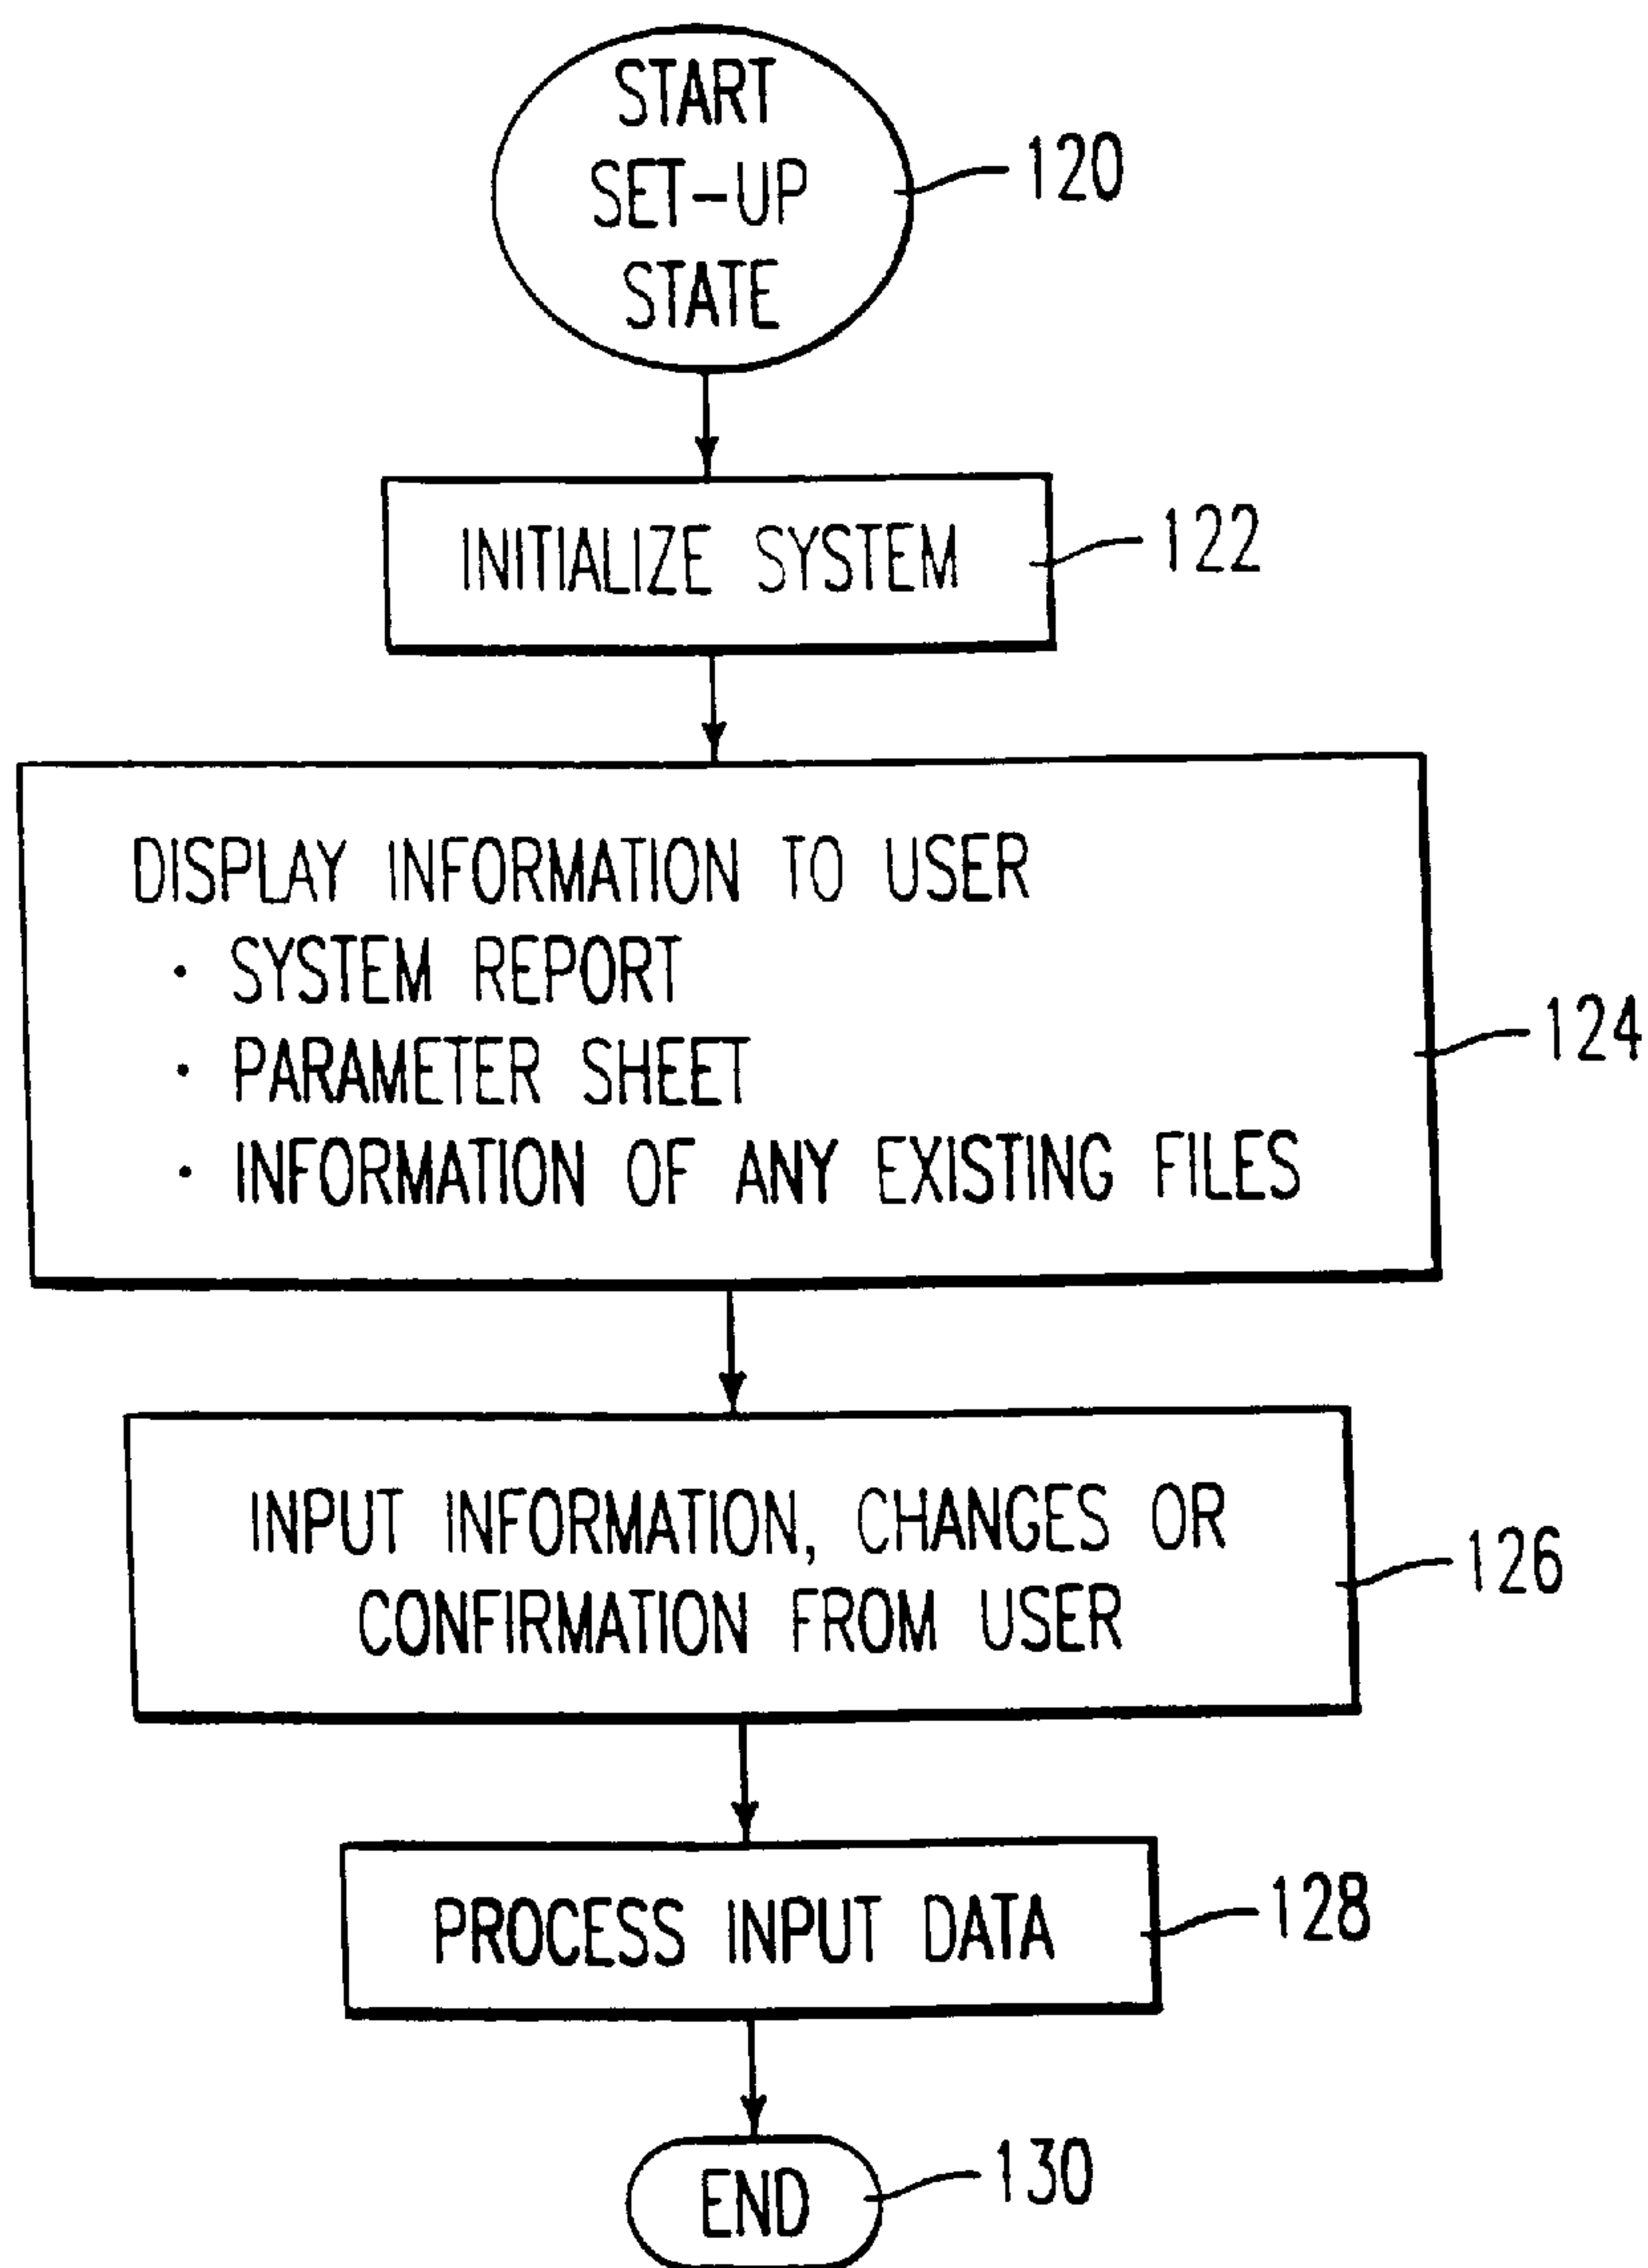 START
SET-UP
STATE
120
INITIALIZE SYSTEM
122
DISPLAY INFORMATION TO USER
· SYSTEM REPORT
· PARAMETER SHEET
· INFORMATION OF ANY EXISTING FILES
124
INPUT INFORMATION, CHANGES OR
CONFIRMATION FROM USER
126
PROCESS INPUT DATA
128
END
130